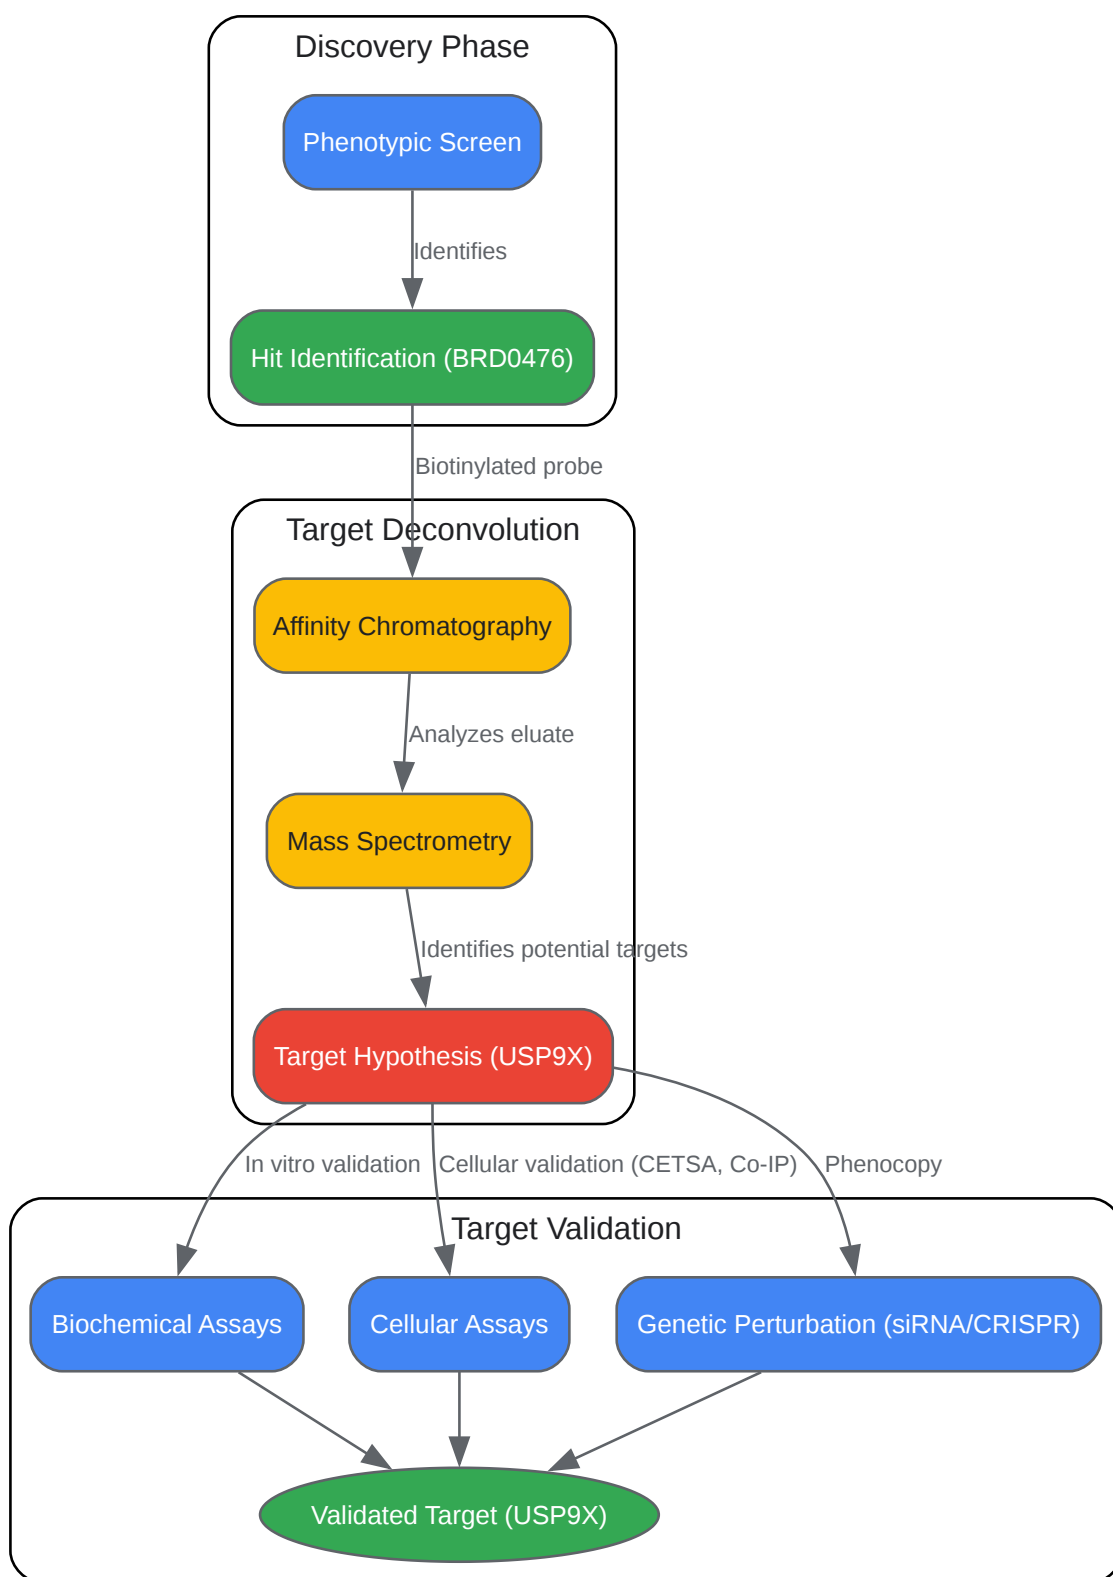 Discovery Phase
Phenotypic Screen
Identifies
Hit Identification (BRD0476)
Biotinylated probe
Target Deconvolution
Affinity Chromatography
Analyzes eluate
Mass Spectrometry
Identifies potential targets
Target Hypothesis (USP9X)
In vitro validation
Cellular validation (CETSA, Co-IP)
Phenocopy
Target Validation
Biochemical Assays
Cellular Assays
Genetic Perturbation (siRNA/CRISPR)
Validated Target (USP9X)